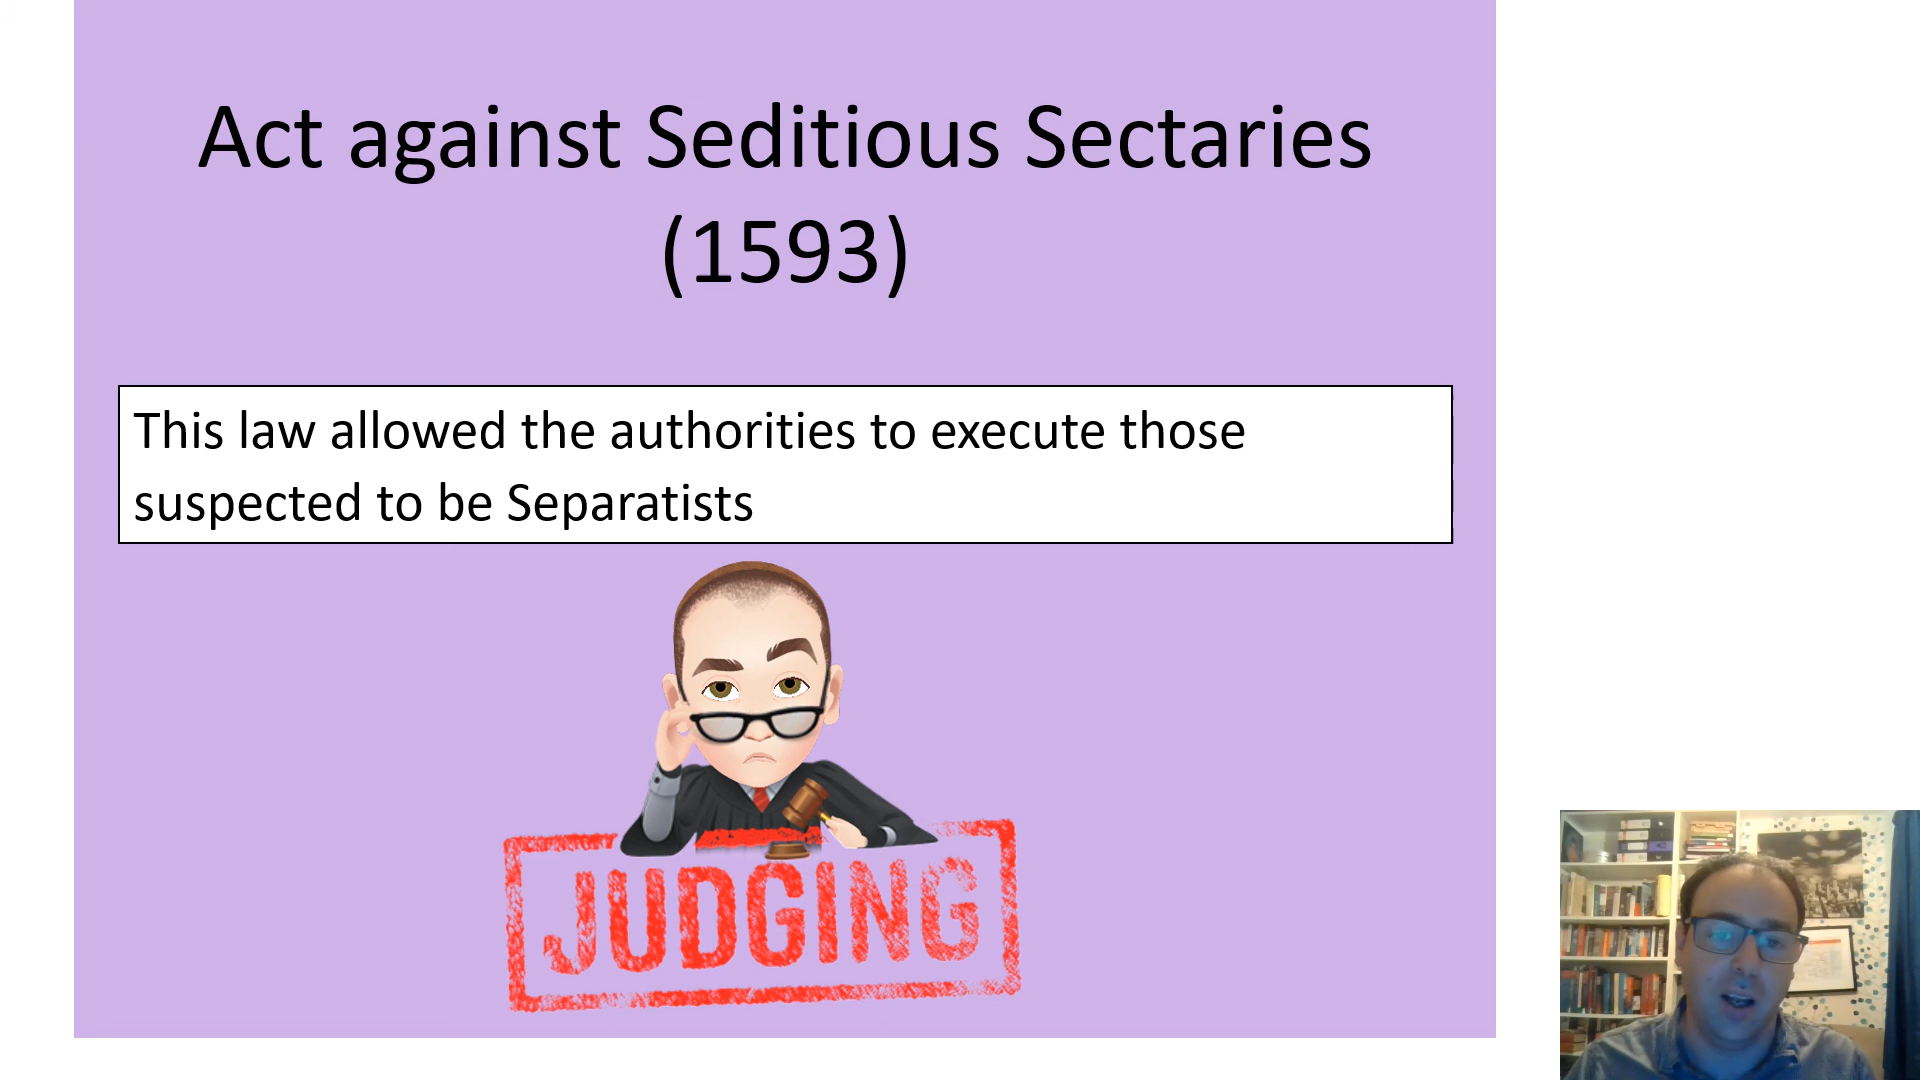 Act against Seditious Sectaries
(1593)
This law allowed the authorities to execute those
suspected to be Separatists
JUDGING